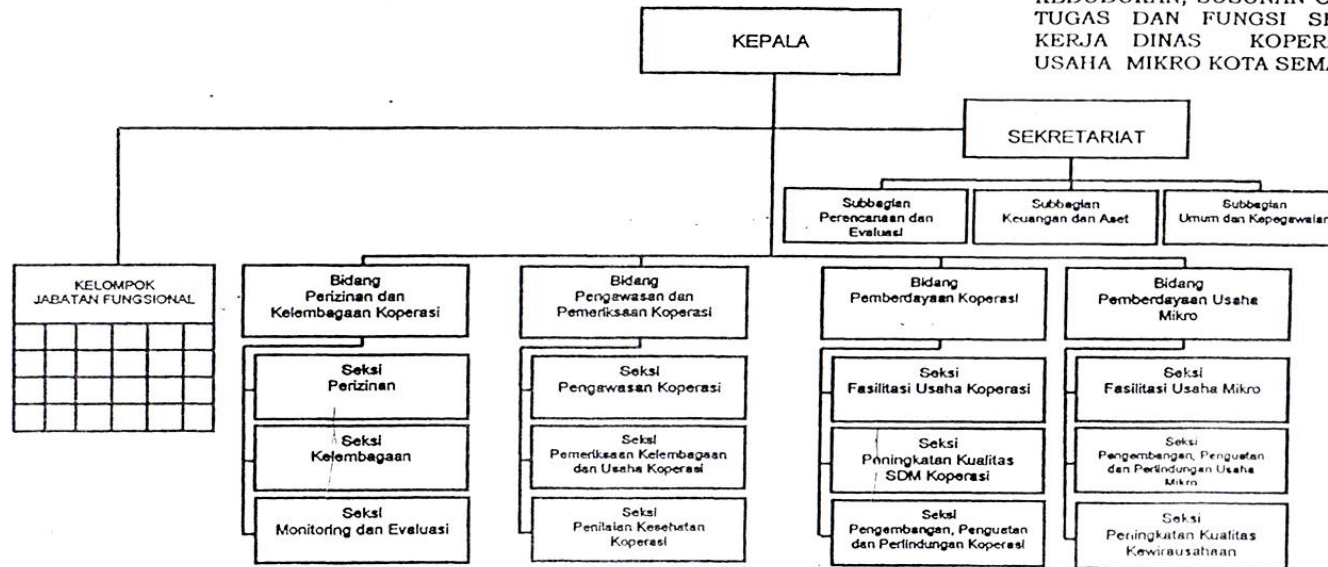 TUGAS DAN FUNGSI
KERJA DINAS
USAHA MIKRO KOTA
KEPALA
SEKRETARIAT
Subbagian
Perencanaan dan
Evaluasi
Subbagian
Keuangan dan Aset
Subbagian
Umum dan Kepegawaian
KELOMPOK
JABATAN FUNGSIONAL
Bidang
Perizinan dan
Kelembagaan Koperasi
Bidang
Pengawasan dan
Pemeriksaan Koperasi
Bidang
Pemberdayaan Koperasi
Bidang
Pemberdayaan Usaha
Mikro
Seksi
Perizinan
Seksi
Kelembagaan
Seksi
Monitoring dan Evaluasi
Seksi
Pengawasan Koperasi
Seksi
Pemeriksaan Kelembagaan
dan Usaha Koperasi
Seksi
Penilaian Kesehatan
Koperasi
Seksi
Fasilitasi Usaha Koperasi
Seksi
Peningkatan Kualitas
SDM Koperasi
Seksi
Pengembangan, Penguatan
dan Perlindungan Koperasi
Seksi
Fasilitasi Usaha Mikro
Seksi
Pengembangan, Penguatan
dan Perlindungan Usaha
Mikro
Seksi
Peningkatan Kualitas
Kewirausahaan